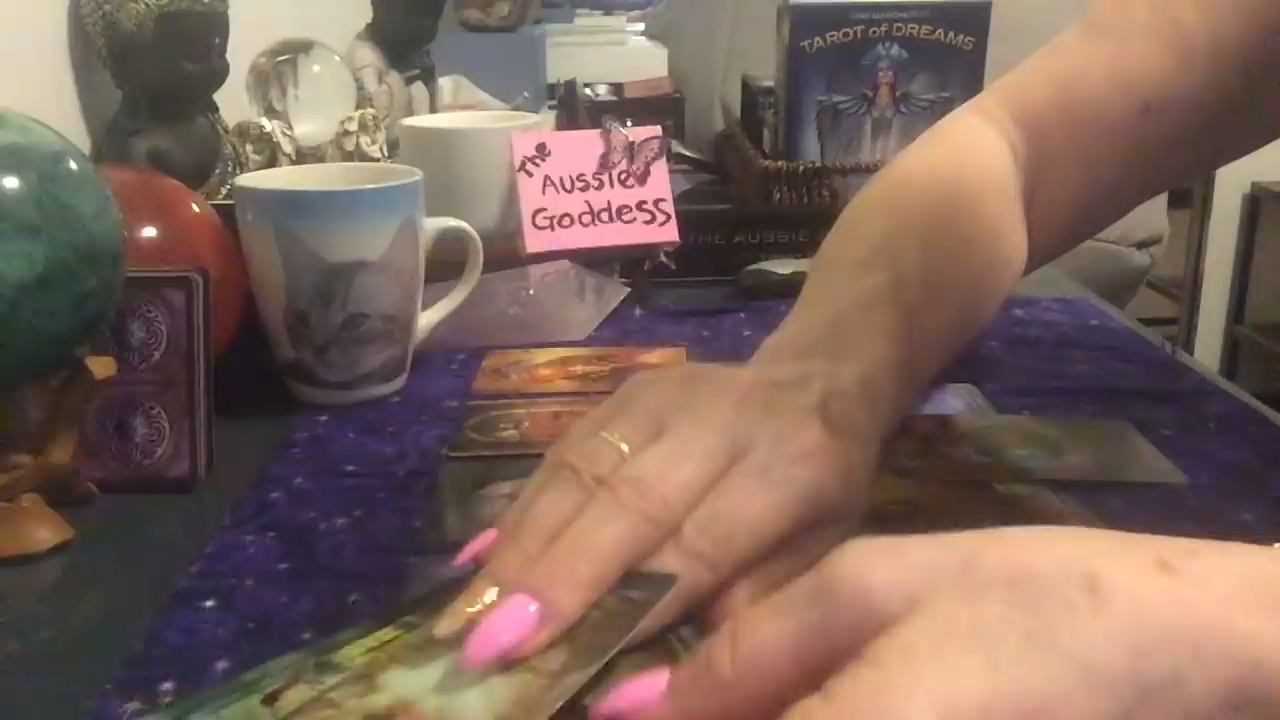 TAROT of DREAMS
The
Aussie
Goddess
THE AUSSIE